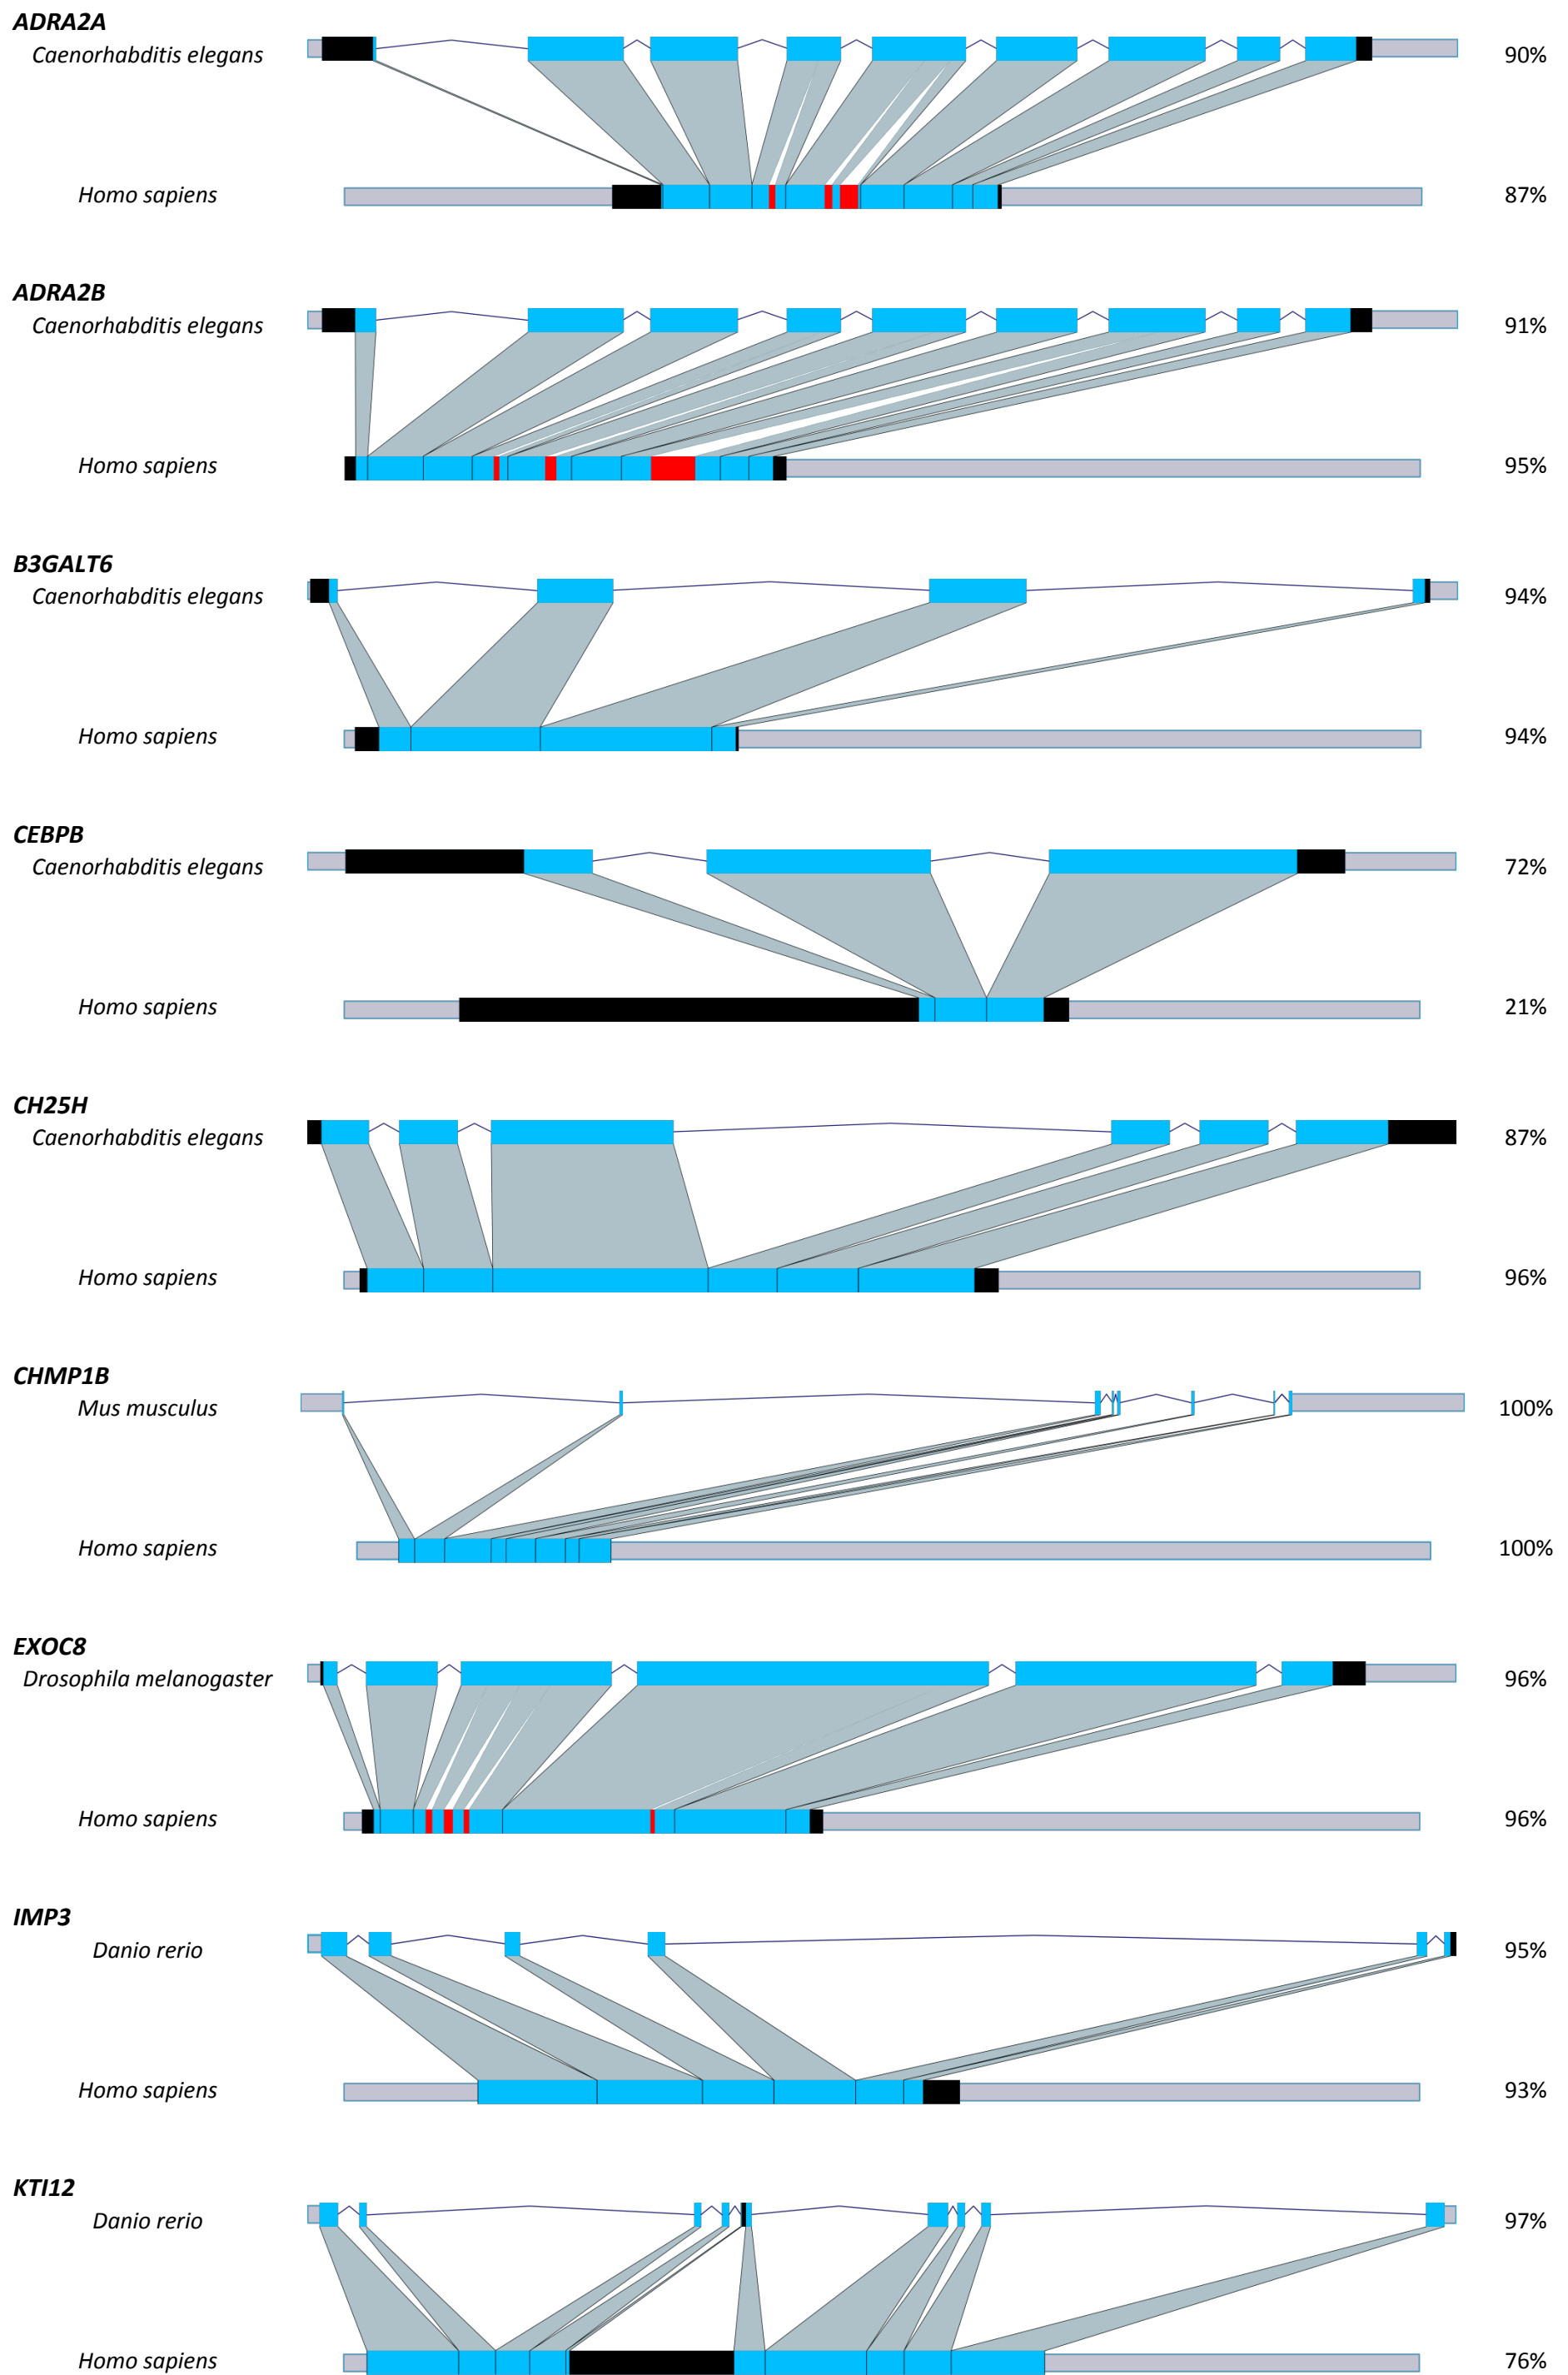 ADRA2A
Caenorhabditis elegans 90%
Homo sapiens 87%
ADRA2B
Caenorhabditis elegans 91%
Homo sapiens 95%
B3GALT6
Caenorhabditis elegans 94%
Homo sapiens 94%
CEBPB
Caenorhabditis elegans 72%
Homo sapiens 21%
CH25H
Caenorhabditis elegans 87%
Homo sapiens 96%
CHMP1B
Mus musculus 100%
Homo sapiens 100%
EXOC8
Drosophila melanogaster 96%
Homo sapiens 96%
IMP3
Danio rerio 95%
Homo sapiens 93%
KTI12
Danio rerio 97%
Homo sapiens 76%